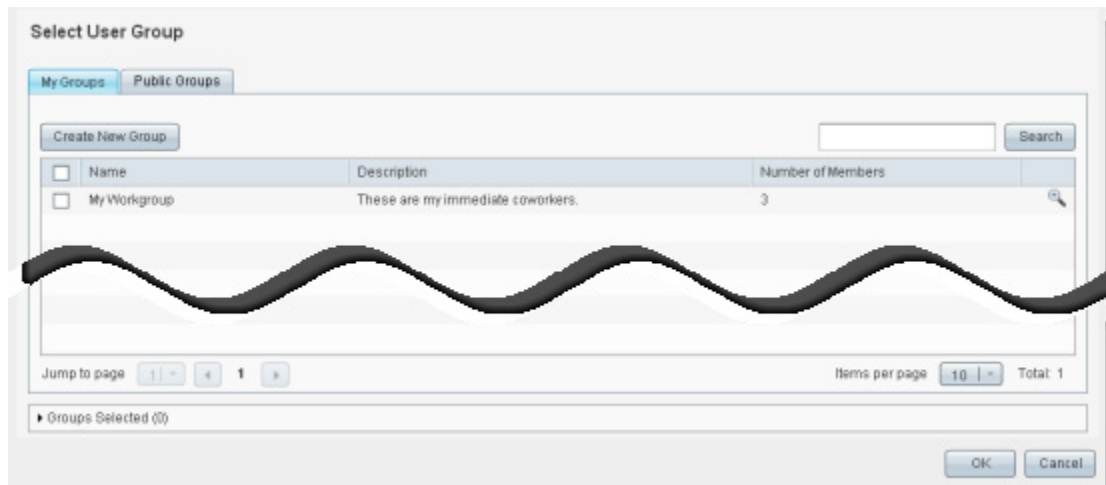 Select User Group
My Groups Public Groups
Create New Group Search
Name Description Number of Members
My Workgroup These are my immediate coworkers. 3
Jump to page 1 1 Items per page 10 Total: 1
Groups Selected (0)
OK Cancel